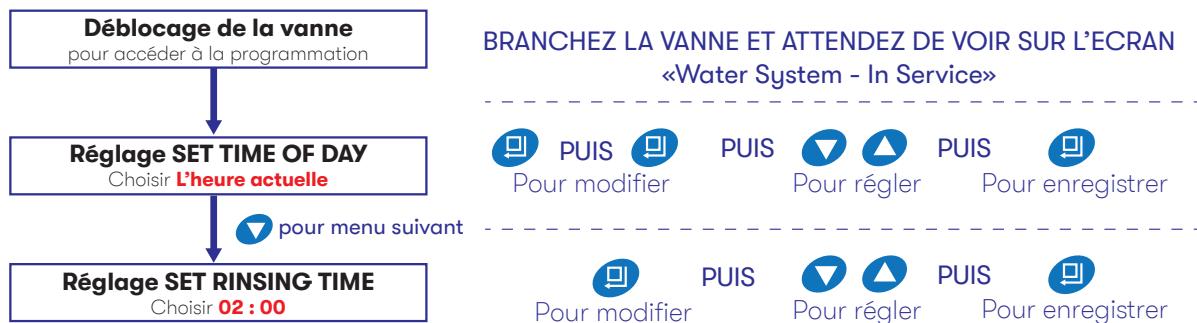 Déblocage de la vanne
pour accéder à la programmation
BRANCHEZ LA VANNE ET ATTENDEZ DE VOIR SUR L'ECRAN
«Water System - In Service»
Réglage SET TIME OF DAY
Choisir L'heure actuelle
PUIS PUIS PUIS
Pour modifier Pour régler Pour enregistrer
pour menu suivant
Réglage SET RINSING TIME
Choisir 02 : 00
PUIS PUIS
Pour modifier Pour régler Pour enregistrer